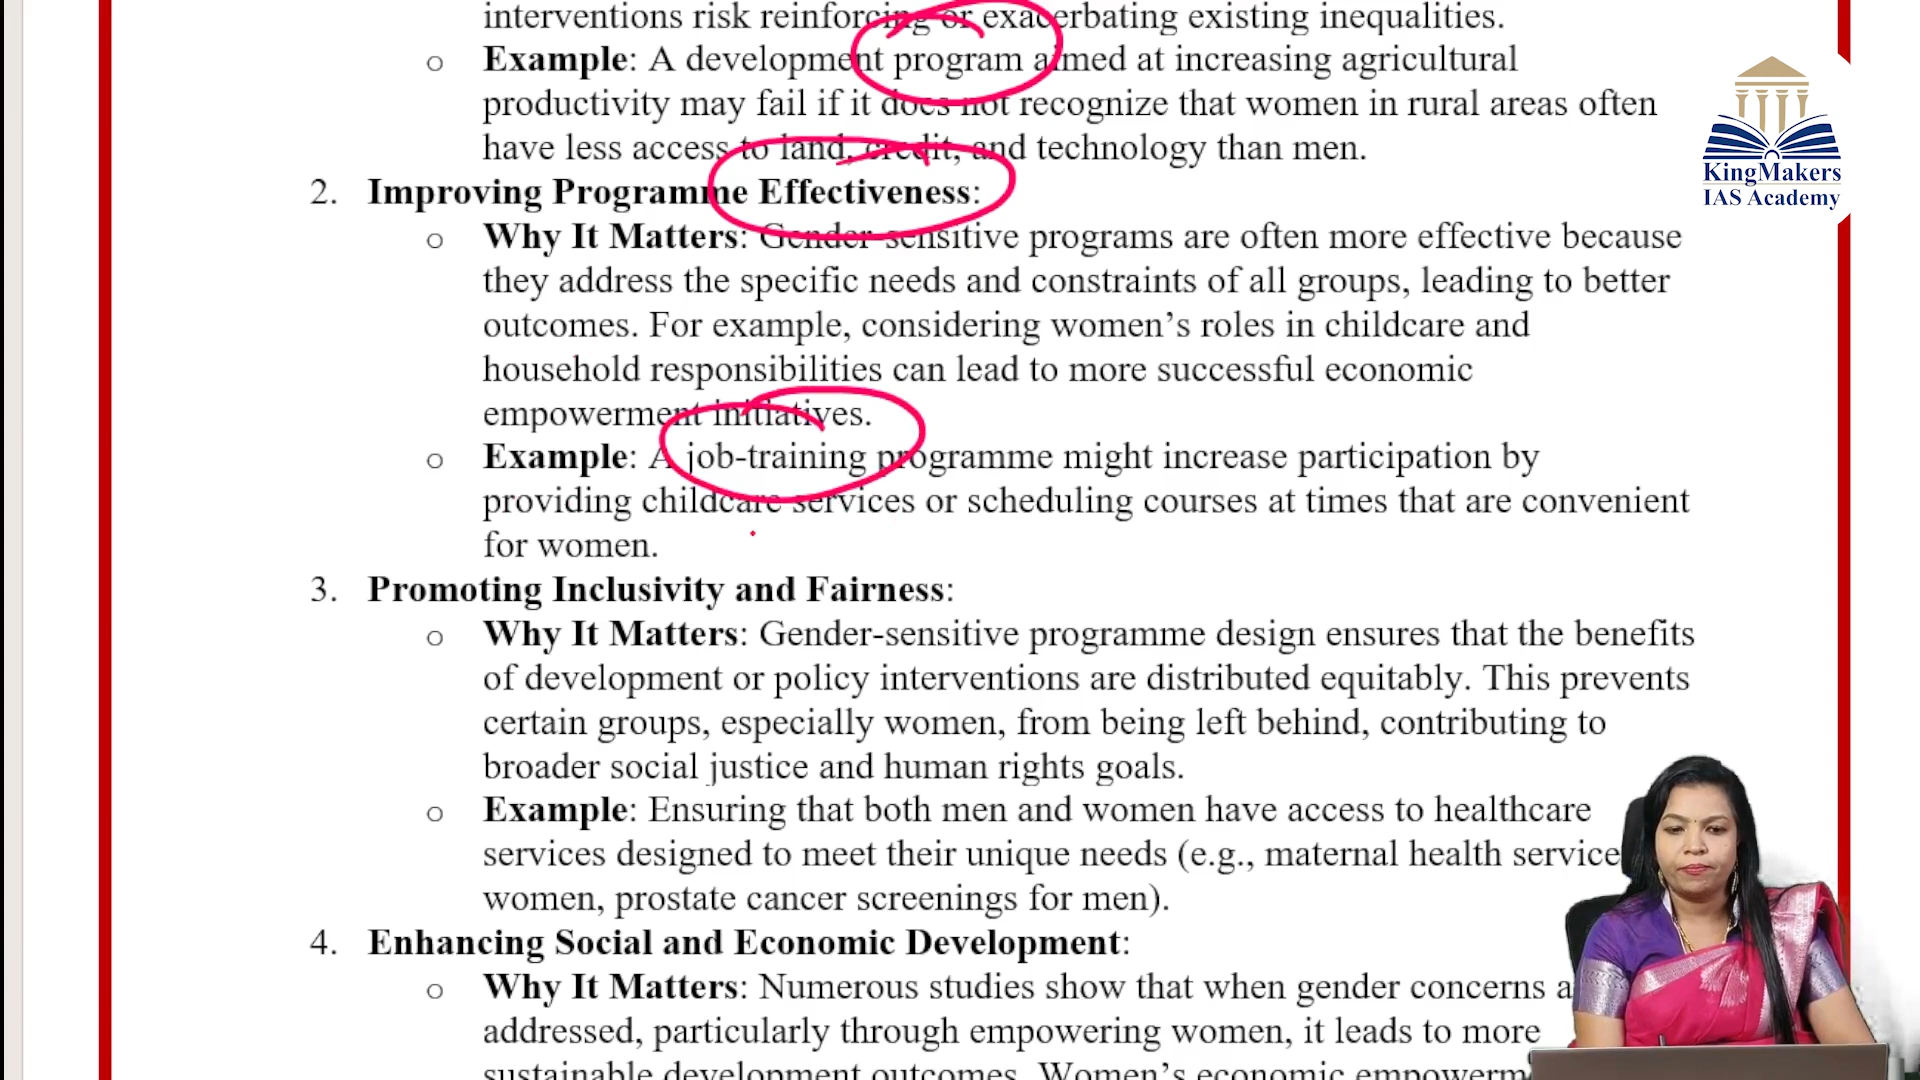 interventions risk reinforcing or exacerbating existing inequalities.
o Example: A development program aimed at increasing agricultural
productivity may fail if it does not recognize that women in rural areas often
have less access to land, credit, and technology than men.
2. Improving Programme Effectiveness:
o Why It Matters: Gender-sensitive programs are often more effective because
they address the specific needs and constraints of all groups, leading to better
outcomes. For example, considering women’s roles in childcare and
household responsibilities can lead to more successful economic
empowerment initiatives.
o Example: A job-training programme might increase participation by
providing childcare services or scheduling courses at times that are convenient
for women.
3. Promoting Inclusivity and Fairness:
o Why It Matters: Gender-sensitive programme design ensures that the benefits
of development or policy interventions are distributed equitably. This prevents
certain groups, especially women, from being left behind, contributing to
broader social justice and human rights goals.
o Example: Ensuring that both men and women have access to healthcare
services designed to meet their unique needs (e.g., maternal health service
women, prostate cancer screenings for men).
4. Enhancing Social and Economic Development:
o Why It Matters: Numerous studies show that when gender concerns a
addressed, particularly through empowering women, it leads to more
sustainable development outcomes. Women’s economic empowerm
KingMakers
IAS Academy